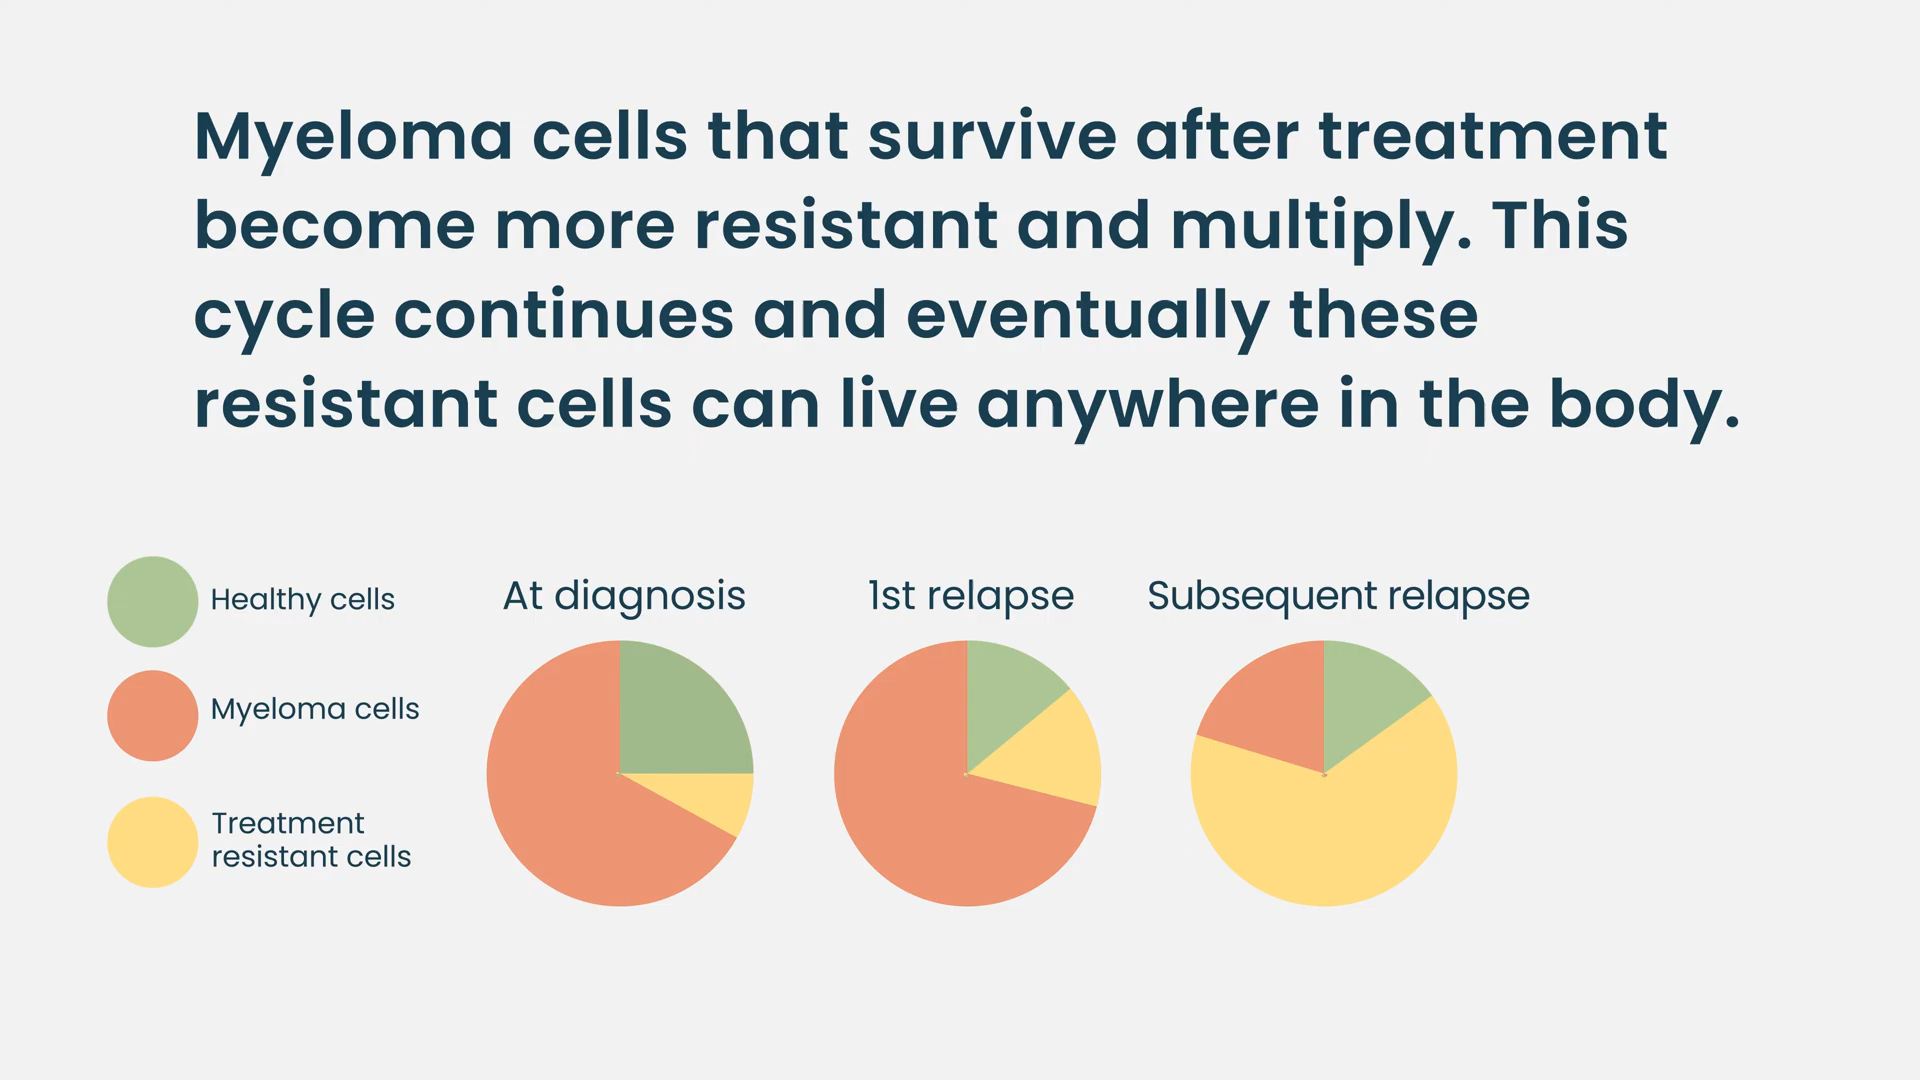 Myeloma cells that survive after treatment
become more resistant and multiply. This
cycle continues and eventually these
resistant cells can live anywhere in the body.
Healthy cells
Myeloma cells
Treatment
resistant cells
At diagnosis
1st relapse
Subsequent relapse